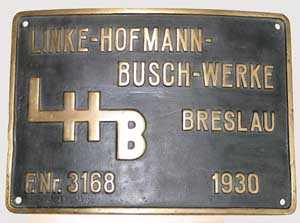 LINKE-HOFMANN-
BUSCH-WERKE
LHB
BRESLAU
F.Nr. 3168 1930